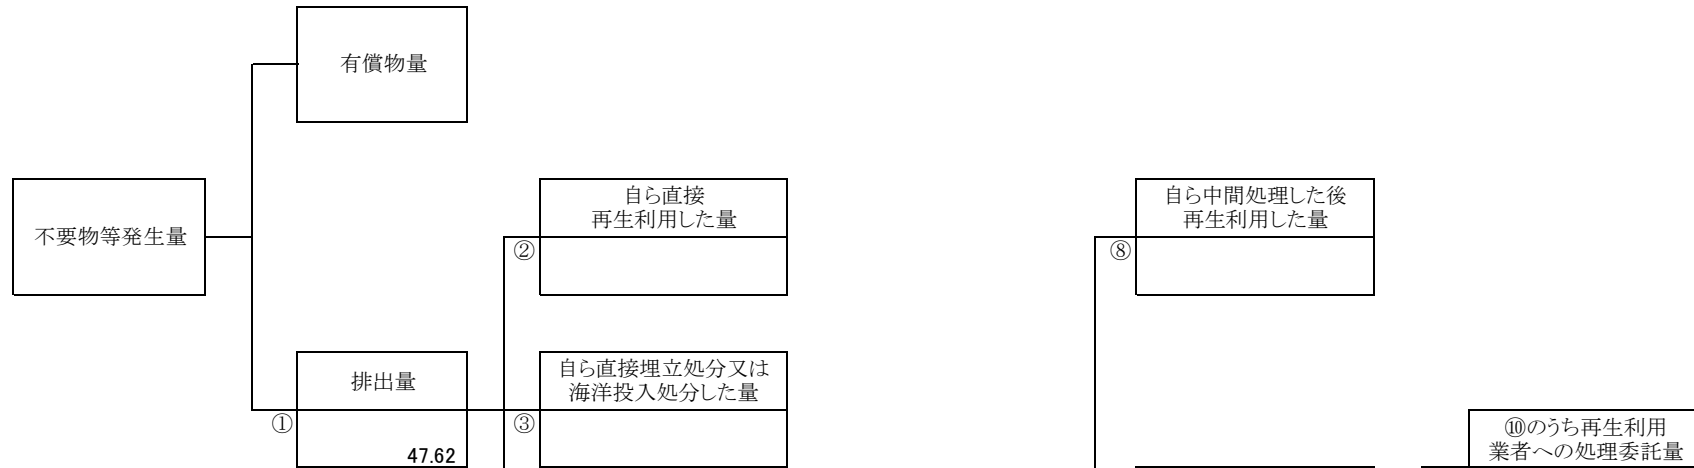 有償物量
不要物等発生量
自ら直接
再生利用した量
②
自ら中間処理した後
再生利用した量
⑧
排出量
①
47.62
自ら直接埋立処分又は
海洋投入処分した量
③
⑩のうち再生利用
業者への処理委託量